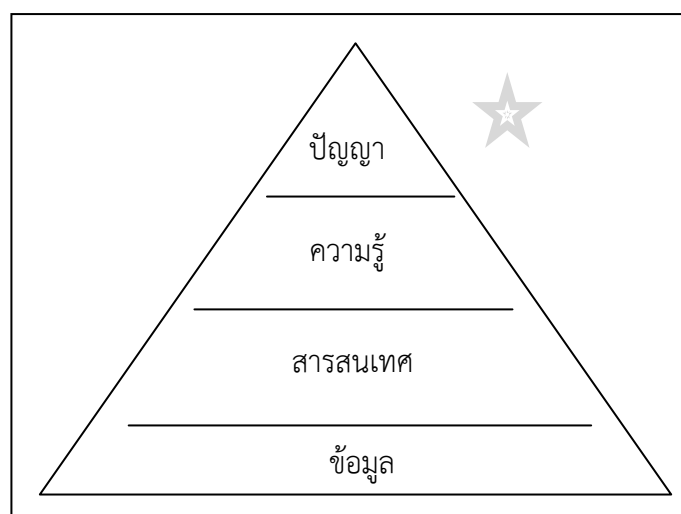 ปัญญา
ความรู้
สารสนเทศ
ข้อมูล